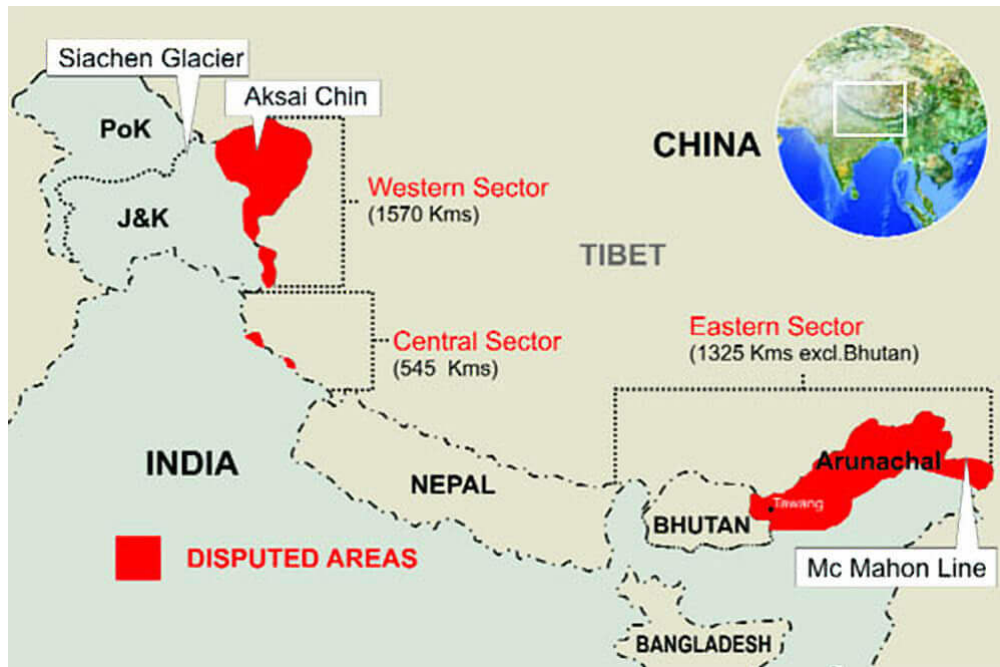 Siachen Glacier
Aksai Chin
PoK
CHINA
Western Sector
(1570 Kms)
J&K
TIBET
Eastern Sector
(1325 Kms excl.Bhutan)
Central Sector
(545 Kms)
INDIA
NEPAL
Arunachal
Tawang
BHUTAN
DISPUTED AREAS
Mc Mahon Line
BANGLADESH